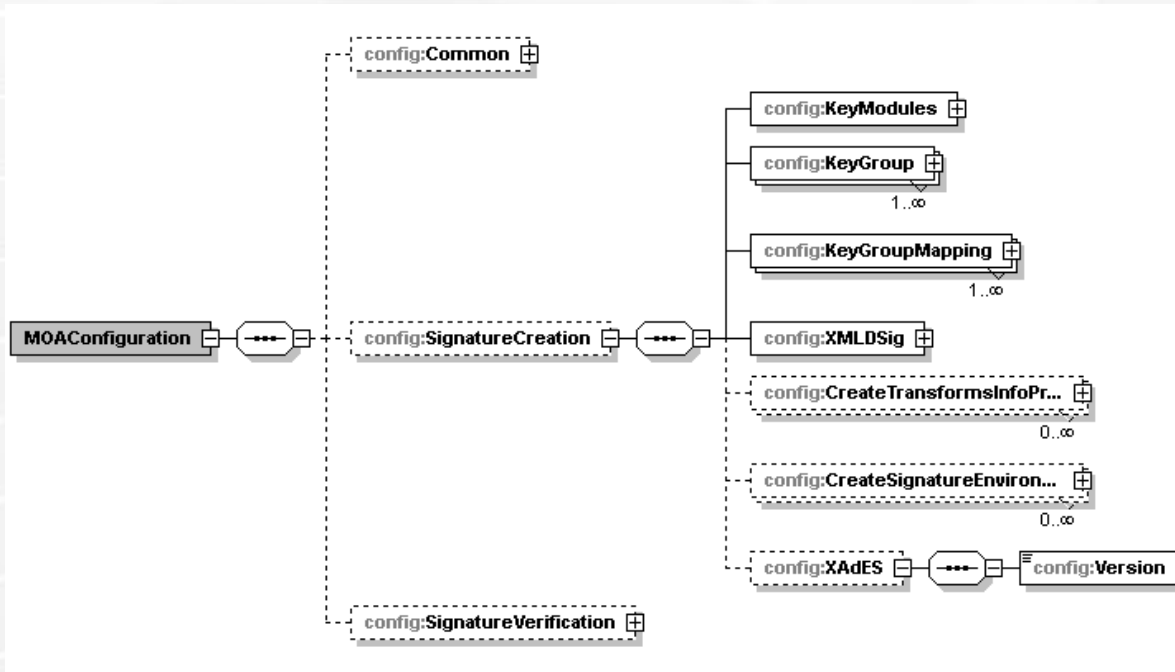 config:Common
config:KeyModules
config:KeyGroup
1..∞
config:KeyGroupMapping
1..∞
MOAConfiguration
config:SignatureCreation
config:XMLDSig
config:CreateTransformsInfoPr...
0..∞
config:CreateSignatureEnviron...
0..∞
config:XAdES
config:Version
config:SignatureVerification